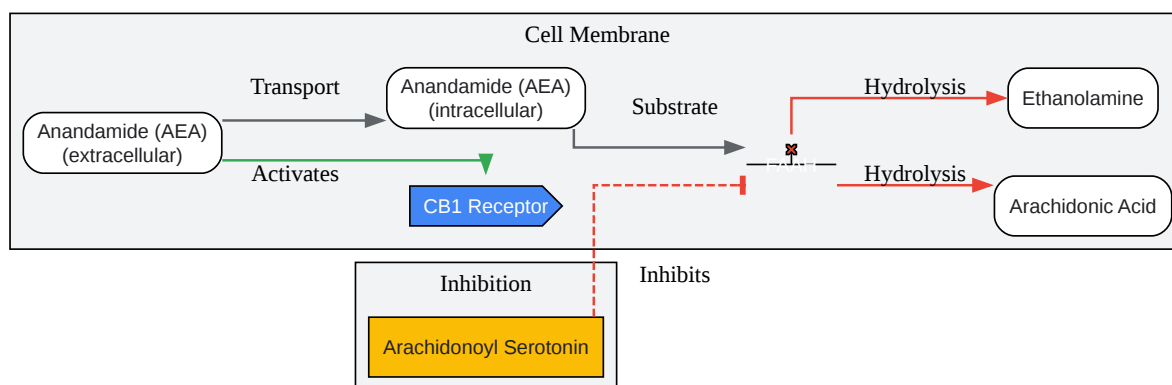 Cell Membrane
Transport
Anandamide (AEA)
(intracellular)
Substrate
Hydrolysis
Ethanolamine
Anandamide (AEA)
(extracellular)
Activates
FAAH
Hydrolysis
CB1 Receptor
Arachidonic Acid
Inhibition
Inhibits
Arachidonoyl Serotonin